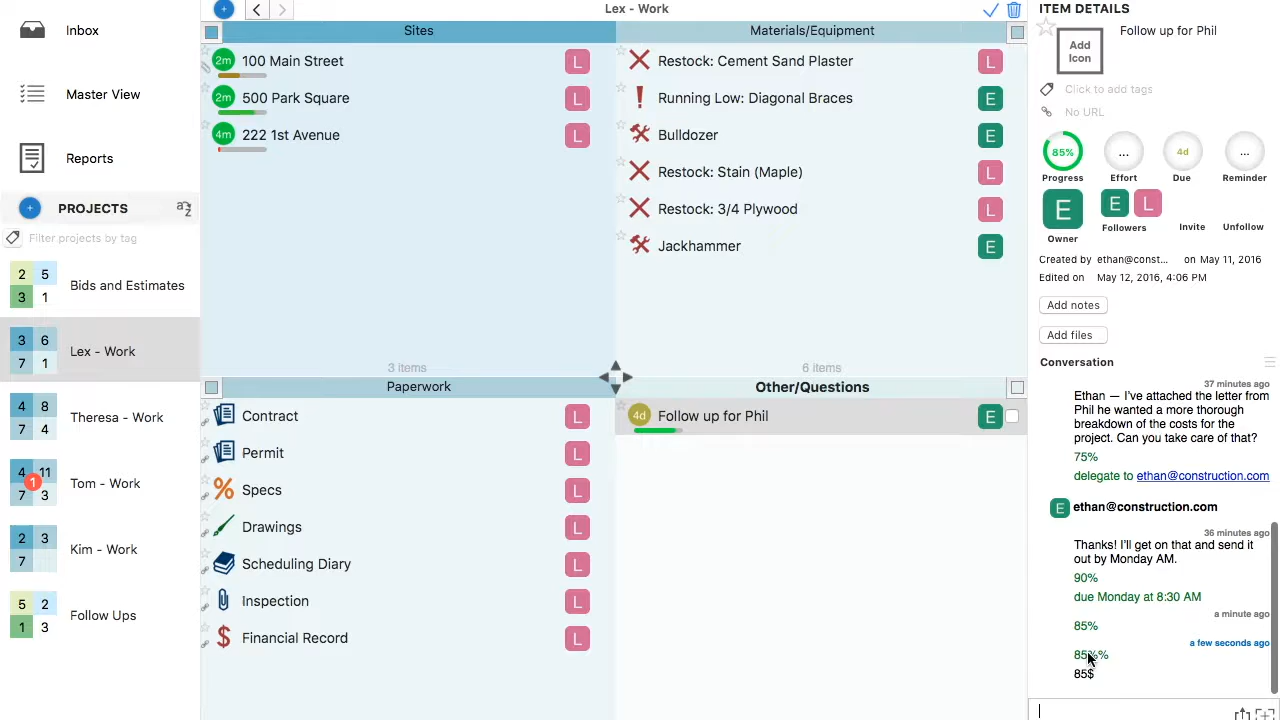 Inbox
Master View
Reports
PROJECTS
Filter projects by tag
2 5
3 1
Bids and Estimates
3 6
7 1
Lex - Work
4 8
7 4
Theresa - Work
4 11
1
7 3
Tom - Work
2 3
7
Kim - Work
5 2
1 3
Follow Ups
Lex - Work
Sites
2m 100 Main Street L
2m 500 Park Square L
4m 222 1st Avenue L
3 items
Materials/Equipment
Restock: Cement Sand Plaster L
Running Low: Diagonal Braces E
Bulldozer E
Restock: Stain (Maple) L
Restock: 3/4 Plywood L
Jackhammer E
6 items
Paperwork
Contract L
Permit L
Specs L
Drawings L
Scheduling Diary L
Inspection L
Financial Record L
Other/Questions
4d Follow up for Phil E
ITEM DETAILS
Add
Icon
Follow up for Phil
Click to add tags
No URL
85% ... 4d ...
Progress Effort Due Reminder
E E L
Owner Followers Invite Unfollow
Created by ethan@const... on May 11, 2016
Edited on May 12, 2016, 4:06 PM
Add notes
Add files
Conversation
37 minutes ago
Ethan — I've attached the letter from
Phil he wanted a more thorough
breakdown of the costs for the
project. Can you take care of that?
75%
delegate to ethan@construction.com
E ethan@construction.com
36 minutes ago
Thanks! I'll get on that and send it
out by Monday AM.
90%
due Monday at 8:30 AM
a minute ago
85%
a few seconds ago
85%%
85$